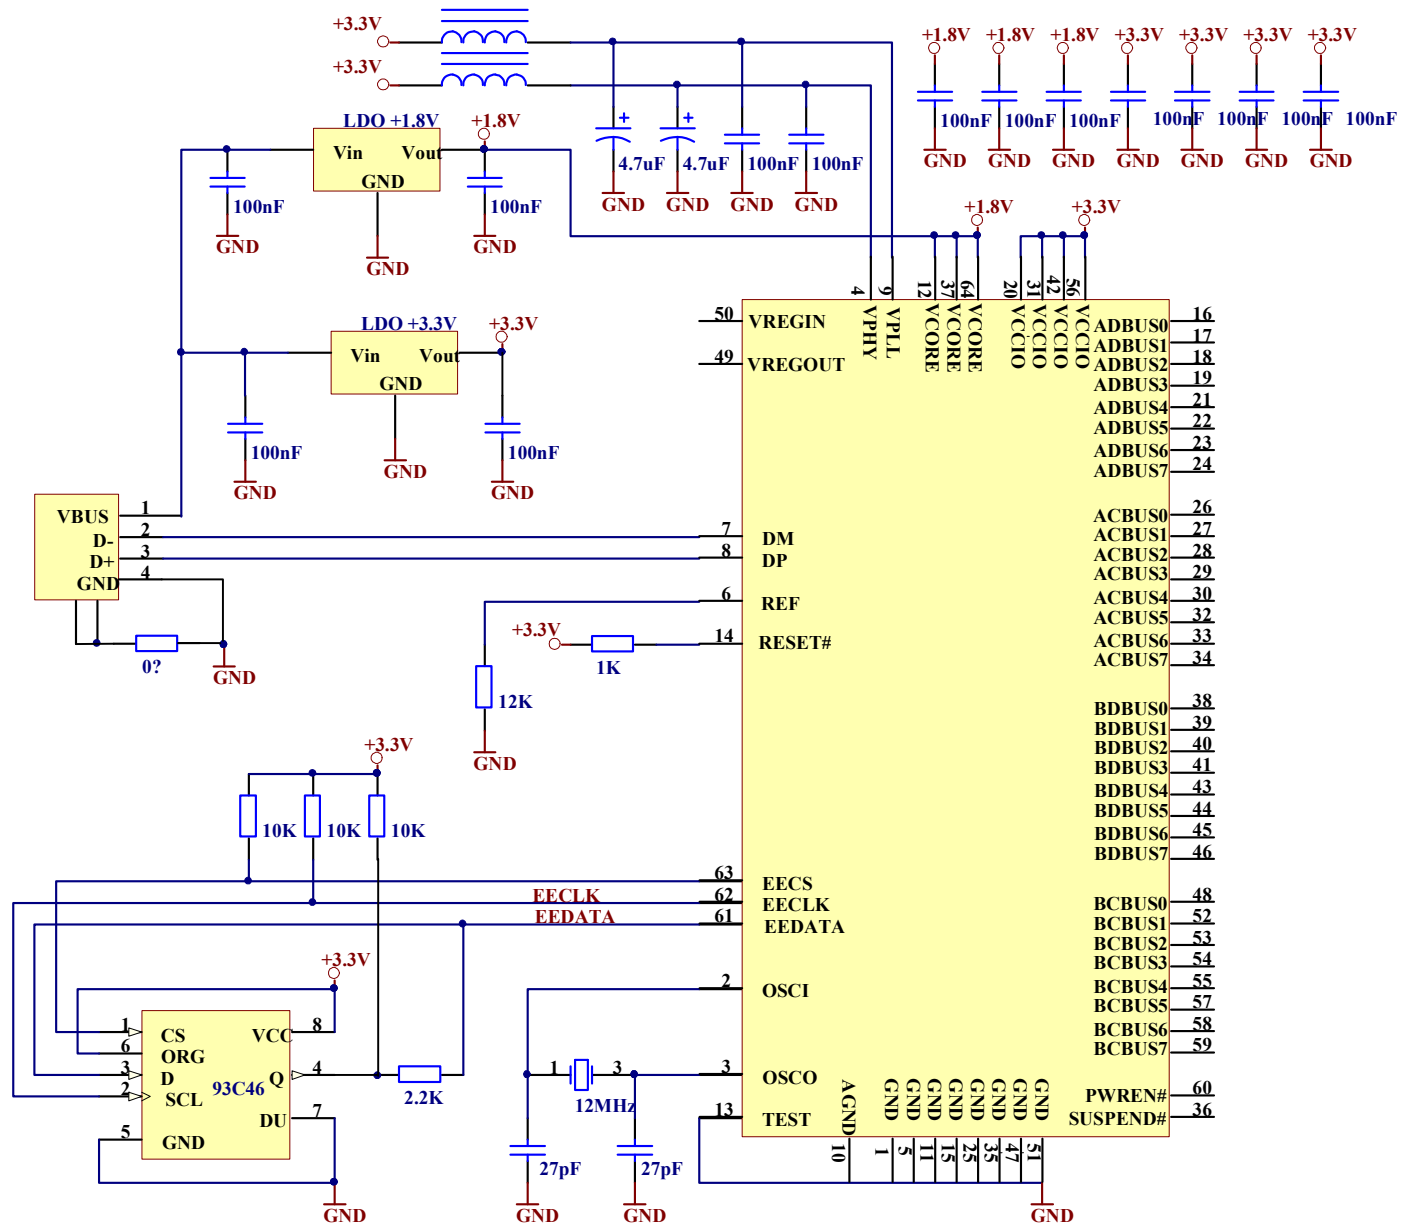 +3.3V
+3.3V
+1.8V +1.8V +1.8V +3.3V +3.3V +3.3V +3.3V
100nF 100nF 100nF 100nF 100nF 100nF 100nF
GND GND GND GND GND GND GND
4.7uF 4.7uF 100nF 100nF
+ +
GND GND GND GND
LDO +1.8V
+1.8V
Vin Vout
GND
100nF 100nF
GND GND GND
LDO +3.3V
+3.3V
Vin Vout
GND
100nF 100nF
GND GND GND
+1.8V +3.3V
4 9 12 37 64 20 31 42 56
VPHY VPLL VCORE VCORE VCORE VCCIO VCCIO VCCIO VCCIO
50 VREGIN
49 VREGOUT
7 DM
8 DP
6 REF
14 RESET#
63 EECS
62 EECLK
61 EEDATA
2 OSCI
3 OSCO
13 TEST
ADBUS0 16
ADBUS1 17
ADBUS2 18
ADBUS3 19
ADBUS4 21
ADBUS5 22
ADBUS6 23
ADBUS7 24
ACBUS0 26
ACBUS1 27
ACBUS2 28
ACBUS3 29
ACBUS4 30
ACBUS5 32
ACBUS6 33
ACBUS7 34
BDBUS0 38
BDBUS1 39
BDBUS2 40
BDBUS3 41
BDBUS4 43
BDBUS5 44
BDBUS6 45
BDBUS7 46
BCBUS0 48
BCBUS1 52
BCBUS2 53
BCBUS3 54
BCBUS4 55
BCBUS5 57
BCBUS6 58
BCBUS7 59
PWREN# 60
SUSPEND# 36
AGND GND GND GND GND GND GND GND GND
10 1 5 11 15 25 35 47 51
GND
VBUS 1
D- 2
D+ 3
GND 4
0?
GND
+3.3V
1K
12K
GND
+3.3V
10K 10K 10K
EECLK
EEDATA
+3.3V
1 CS
6 ORG
3 D
2 SCL
5 GND
93C46
VCC 8
Q 4
DU 7
2.2K
GND
1 3
12MHz
27pF 27pF
GND GND